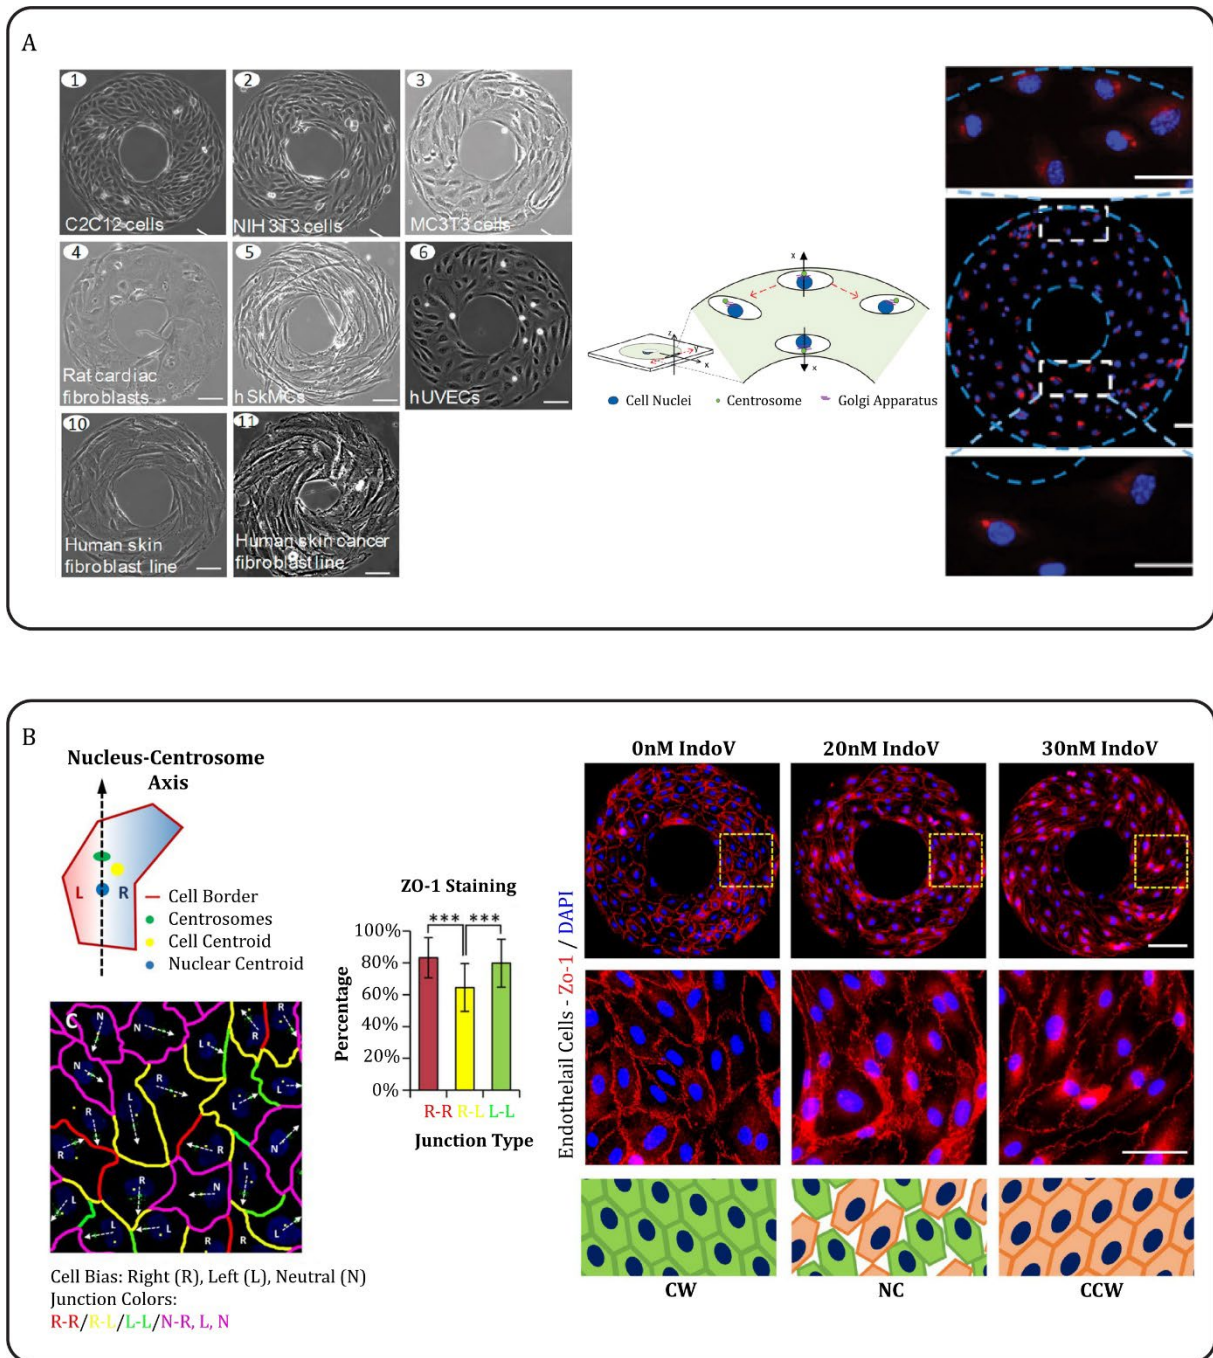 A
1
2
3
C2C12 cells
NIH 3T3 cells
MC3T3 cells
4
5
6
Rat cardiac
fibroblasts
hSkMCs
hUVECs
10
11
Human skin
fibroblast line
Human skin cancer
fibroblast line
x
z
y
x
x
Cell Nuclei
Centrosome
Golgi Apparatus
B
Nucleus-Centrosome
Axis
L
R
Cell Border
Centrosomes
Cell Centroid
Nuclear Centroid
C
N
N
R
L
N
R
L
L
R
R
L
R
N
R
N
L
L
L
R
R
L
Cell Bias: Right (R), Left (L), Neutral (N)
Junction Colors:
R-R/R-L/L-L/N-R, L, N
ZO-1 Staining
*** ***
100%
80%
60%
40%
20%
0%
Percentage
R-R R-L L-L
Junction Type
0nM IndoV
20nM IndoV
30nM IndoV
Endothelail Cells - Zo-1 / DAPI
CW
NC
CCW